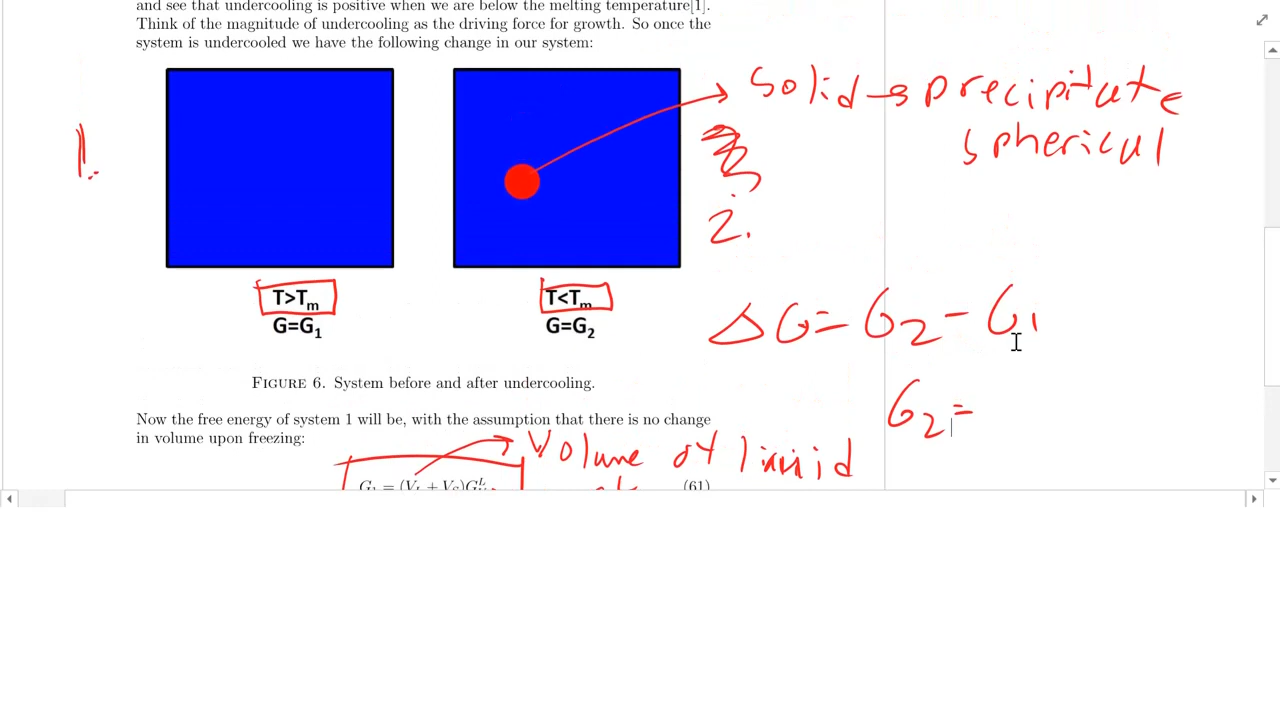 and see that undercooling is positive when we are below the melting temperature[1].
Think of the magnitude of undercooling as the driving force for growth. So once the
system is undercooled we have the following change in our system:
1.
Solid → precipitate
spherical
2.
T>Tm
G=G1
T<Tm
G=G2
ΔG = G2 - G1
FIGURE 6. System before and after undercooling.
G2 =
Now the free energy of system 1 will be, with the assumption that there is no change
in volume upon freezing:
Volume of liquid
(61)